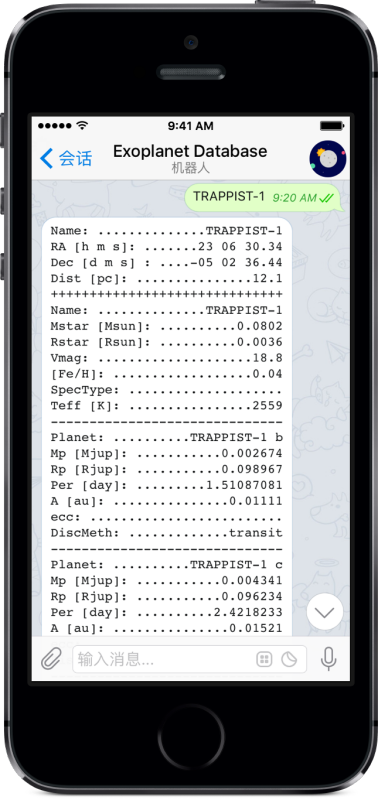 9:41 AM
会话
Exoplanet Database
机器人
TRAPPIST-1 9:20 AM
Name: ..............TRAPPIST-1
RA [h m s]: .......23 06 30.34
Dec [d m s] : ....-05 02 36.44
Dist [pc]: ...............12.1
++++++++++++++++++++++++++++++
Name: ..............TRAPPIST-1
Mstar [Msun]: ..........0.0802
Rstar [Rsun]: ..........0.0036
Vmag: .....................18.8
[Fe/H]: ...................0.04
SpecType: ....................
Teff [K]: .................2559
------------------------------
Planet: ..........TRAPPIST-1 b
Mp [Mjup]: ...........0.002674
Rp [Rjup]: ...........0.098967
Per [day]: .........1.51087081
A [au]: ...............0.01111
ecc: .........................
DiscMeth: .............transit
------------------------------
Planet: ..........TRAPPIST-1 c
Mp [Mjup]: ...........0.004341
Rp [Rjup]: ...........0.096234
Per [day]: ..........2.4218233
A [au]: ...............0.01521
输入消息...